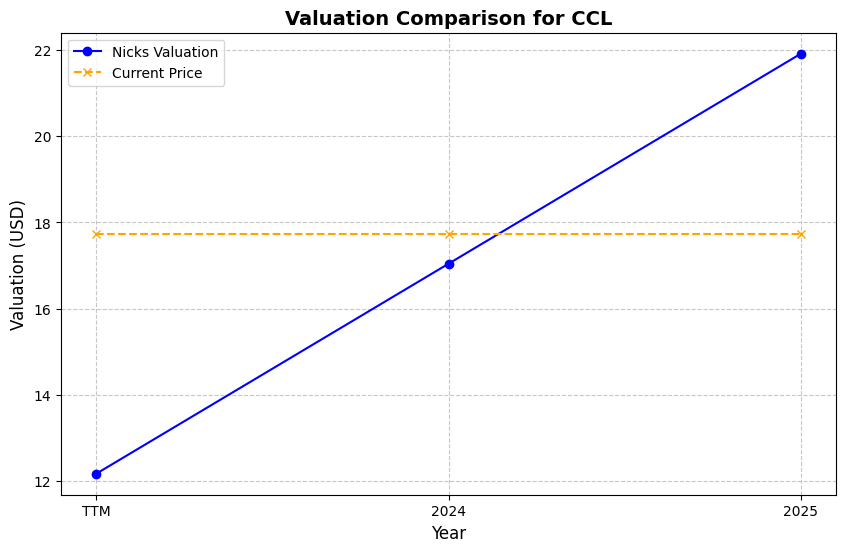 Valuation Comparison for CCL
Nicks Valuation
Current Price
22
20
18
16
14
12
Valuation (USD)
TTM
2024
2025
Year